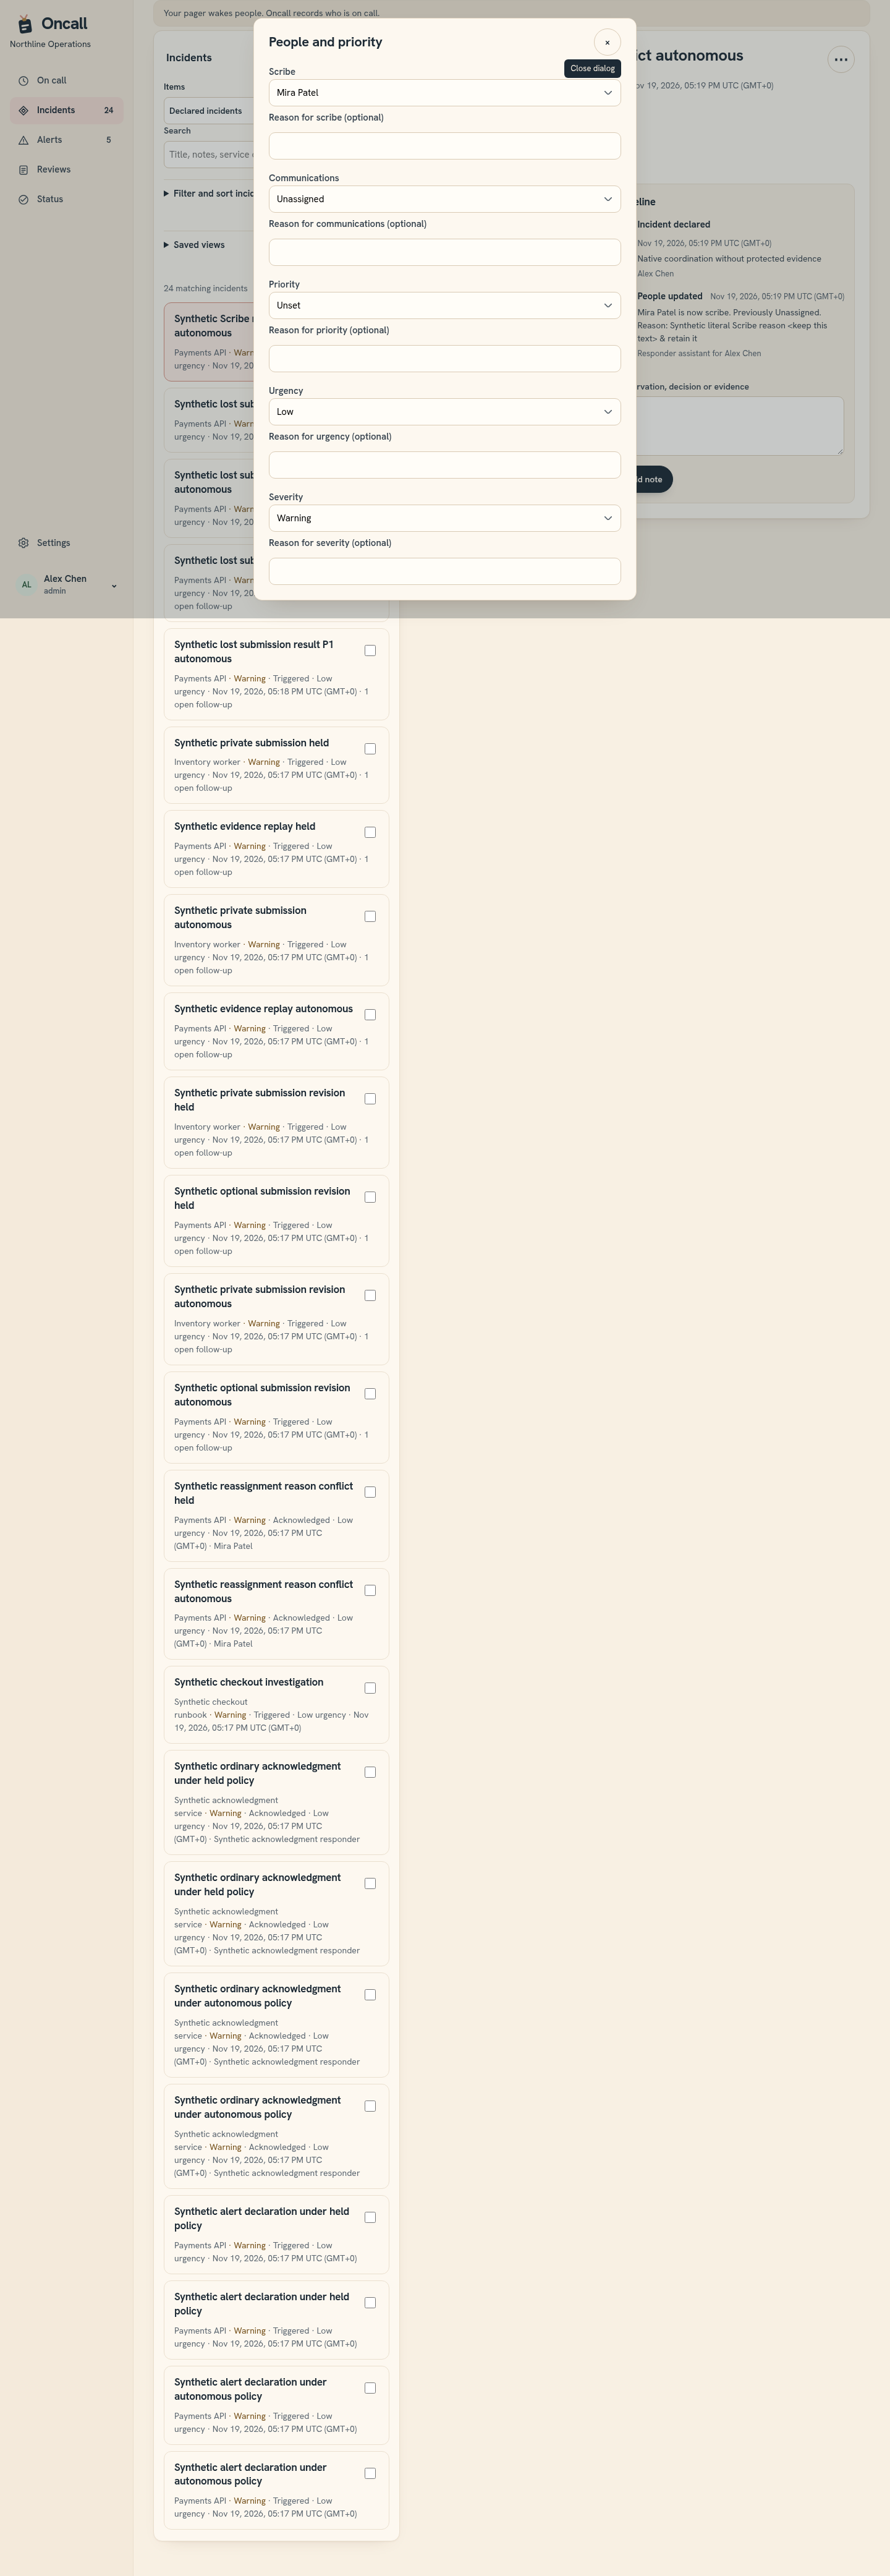 Oncall
Northline Operations
On call
Incidents 24
Alerts 5
Reviews
Status
Settings
AL
Alex Chen
admin
Your pager wakes people. Oncall records who is on call.
Incidents
Items
Declared incidents
Search
Title, notes, service
Filter and sort
Saved views
24 matching incidents
Synthetic Scribe
autonomous
Payments API ·
urgency · Nov 19, 20
Synthetic lost
Payments API ·
urgency · Nov 19, 20
Synthetic lost
autonomous
Payments API ·
urgency · Nov 19, 20
Synthetic lost
Payments API ·
urgency · Nov 19, 20
open follow-up
Synthetic lost submission result P1
autonomous
Payments API · Warning · Triggered · Low
urgency · Nov 19, 2026, 05:18 PM UTC (GMT+0) · 1
open follow-up
Synthetic private submission held
Inventory worker · Warning · Triggered · Low
urgency · Nov 19, 2026, 05:17 PM UTC (GMT+0) · 1
open follow-up
Synthetic evidence replay held
Payments API · Warning · Triggered · Low
urgency · Nov 19, 2026, 05:17 PM UTC (GMT+0) · 1
open follow-up
Synthetic private submission
autonomous
Inventory worker · Warning · Triggered · Low
urgency · Nov 19, 2026, 05:17 PM UTC (GMT+0) · 1
open follow-up
Synthetic evidence replay autonomous
Payments API · Warning · Triggered · Low
urgency · Nov 19, 2026, 05:17 PM UTC (GMT+0) · 1
open follow-up
Synthetic private submission revision
held
Inventory worker · Warning · Triggered · Low
urgency · Nov 19, 2026, 05:17 PM UTC (GMT+0) · 1
open follow-up
Synthetic optional submission revision
held
Payments API · Warning · Triggered · Low
urgency · Nov 19, 2026, 05:17 PM UTC (GMT+0) · 1
open follow-up
Synthetic private submission revision
autonomous
Inventory worker · Warning · Triggered · Low
urgency · Nov 19, 2026, 05:17 PM UTC (GMT+0) · 1
open follow-up
Synthetic optional submission revision
autonomous
Payments API · Warning · Triggered · Low
urgency · Nov 19, 2026, 05:17 PM UTC (GMT+0) · 1
open follow-up
Synthetic reassignment reason conflict
held
Payments API · Warning · Acknowledged · Low
urgency · Nov 19, 2026, 05:17 PM UTC
(GMT+0) · Mira Patel
Synthetic reassignment reason conflict
autonomous
Payments API · Warning · Acknowledged · Low
urgency · Nov 19, 2026, 05:17 PM UTC
(GMT+0) · Mira Patel
Synthetic checkout investigation
Synthetic checkout
runbook · Warning · Triggered · Low urgency · Nov
19, 2026, 05:17 PM UTC (GMT+0)
Synthetic ordinary acknowledgment
under held policy
Synthetic acknowledgment
service · Warning · Acknowledged · Low
urgency · Nov 19, 2026, 05:17 PM UTC
(GMT+0) · Synthetic acknowledgment responder
Synthetic ordinary acknowledgment
under held policy
Synthetic acknowledgment
service · Warning · Acknowledged · Low
urgency · Nov 19, 2026, 05:17 PM UTC
(GMT+0) · Synthetic acknowledgment responder
Synthetic ordinary acknowledgment
under autonomous policy
Synthetic acknowledgment
service · Warning · Acknowledged · Low
urgency · Nov 19, 2026, 05:17 PM UTC
(GMT+0) · Synthetic acknowledgment responder
Synthetic ordinary acknowledgment
under autonomous policy
Synthetic acknowledgment
service · Warning · Acknowledged · Low
urgency · Nov 19, 2026, 05:17 PM UTC
(GMT+0) · Synthetic acknowledgment responder
Synthetic alert declaration under held
policy
Payments API · Warning · Triggered · Low
urgency · Nov 19, 2026, 05:17 PM UTC (GMT+0)
Synthetic alert declaration under held
policy
Payments API · Warning · Triggered · Low
urgency · Nov 19, 2026, 05:17 PM UTC (GMT+0)
Synthetic alert declaration under
autonomous policy
Payments API · Warning · Triggered · Low
urgency · Nov 19, 2026, 05:17 PM UTC (GMT+0)
Synthetic alert declaration under
autonomous policy
Payments API · Warning · Triggered · Low
urgency · Nov 19, 2026, 05:17 PM UTC (GMT+0)
People and priority
×
Close dialog
Scribe
Mira Patel
Reason for scribe (optional)
Communications
Unassigned
Reason for communications (optional)
Priority
Unset
Reason for priority (optional)
Urgency
Low
Reason for urgency (optional)
Severity
Warning
Reason for severity (optional)
autonomous
19, 2026, 05:19 PM UTC (GMT+0)
Incident declared
Nov 19, 2026, 05:19 PM UTC (GMT+0)
Native coordination without protected evidence
Alex Chen
People updated Nov 19, 2026, 05:19 PM UTC (GMT+0)
Mira Patel is now scribe. Previously Unassigned.
Reason: Synthetic literal Scribe reason <keep this
text> & retain it
Responder assistant for Alex Chen
decision or evidence
note